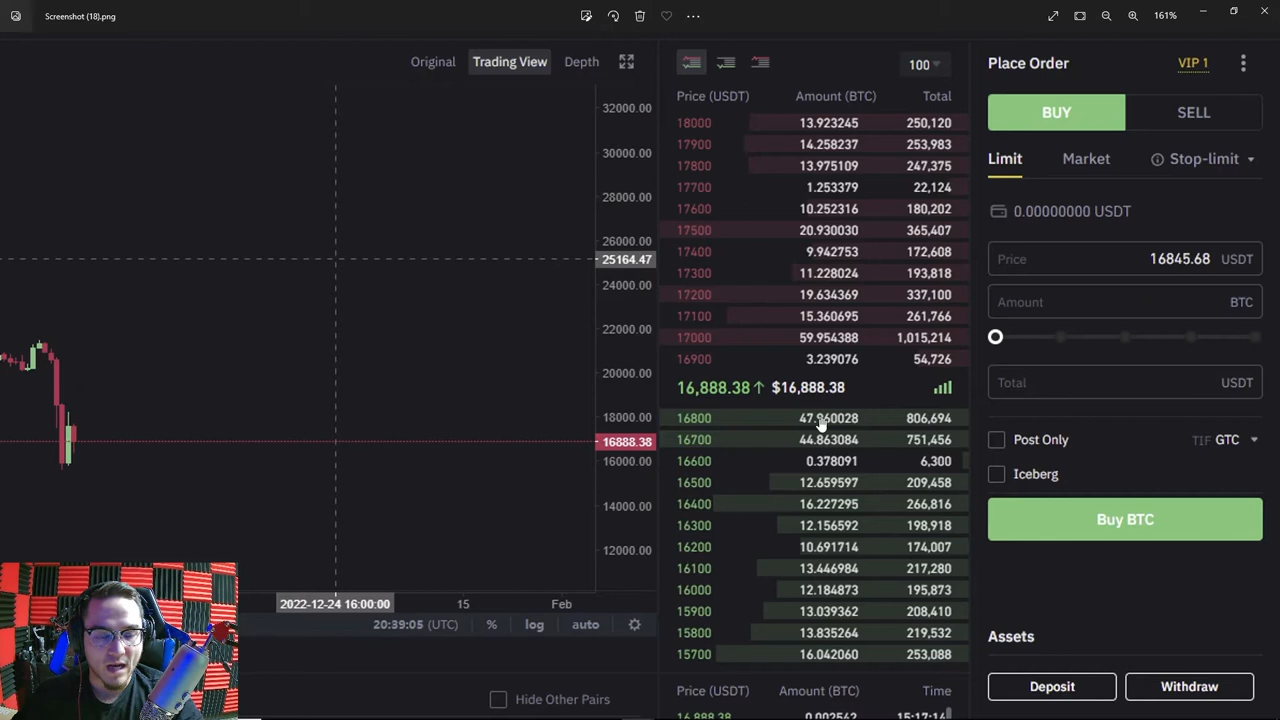 Screenshot (18).png
161%
Original Trading View Depth
32000.00
30000.00
28000.00
26000.00
25164.47
24000.00
22000.00
20000.00
18000.00
16888.38
16000.00
14000.00
12000.00
2022-12-24 16:00:00 15 Feb
20:39:05 (UTC) % log auto
Hide Other Pairs
100
Price (USDT) Amount (BTC) Total
18000 13.923245 250,120
17900 14.258237 253,983
17800 13.975109 247,375
17700 1.253379 22,124
17600 10.252316 180,202
17500 20.930030 365,407
17400 9.942753 172,608
17300 11.228024 193,818
17200 19.634369 337,100
17100 15.360695 261,766
17000 59.954388 1,015,214
16900 3.239076 54,726
16,888.38↑ $16,888.38
16800 47.960028 806,694
16700 44.863084 751,456
16600 0.378091 6,300
16500 12.659597 209,458
16400 16.227295 266,816
16300 12.156592 198,918
16200 10.691714 174,007
16100 13.446984 217,280
16000 12.184873 195,873
15900 13.039362 208,410
15800 13.835264 219,532
15700 16.042060 253,088
Price (USDT) Amount (BTC) Time
16,888.38 0.002542 15:17:14
Place Order VIP 1
BUY SELL
Limit Market Stop-limit
0.00000000 USDT
Price 16845.68 USDT
Amount BTC
Total USDT
Post Only TIF GTC
Iceberg
Buy BTC
Assets
Deposit Withdraw